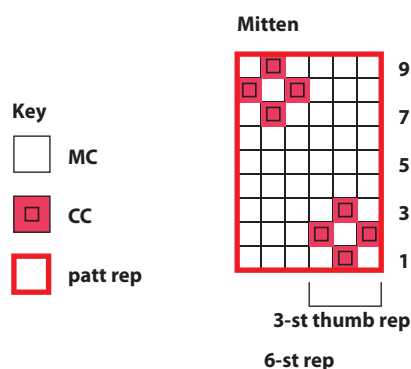 Mitten
9
7
5
3
1
3-st thumb rep
6-st rep
Key
MC
CC
patt rep